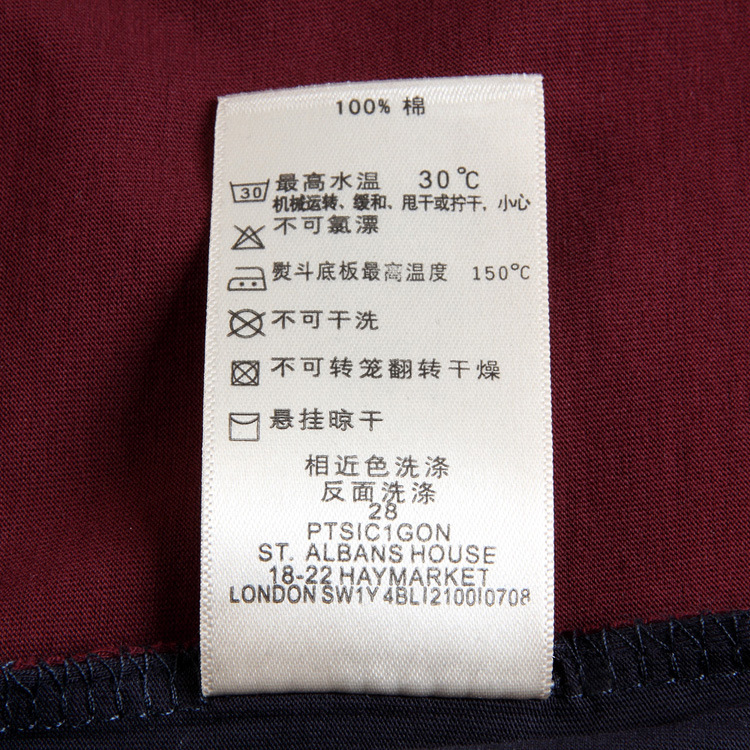 100% 棉
30 最高水温 30℃
机械运转、缓和、甩干或拧干，小心
不可氯漂
熨斗底板最高温度 150℃
不可干洗
不可转笼翻转干燥
悬挂晾干
相近色洗涤
反面洗涤
28
PTSIC1GON
ST. ALBANS HOUSE
18-22 HAYMARKET
LONDON SW1Y 4BLI2100I0708